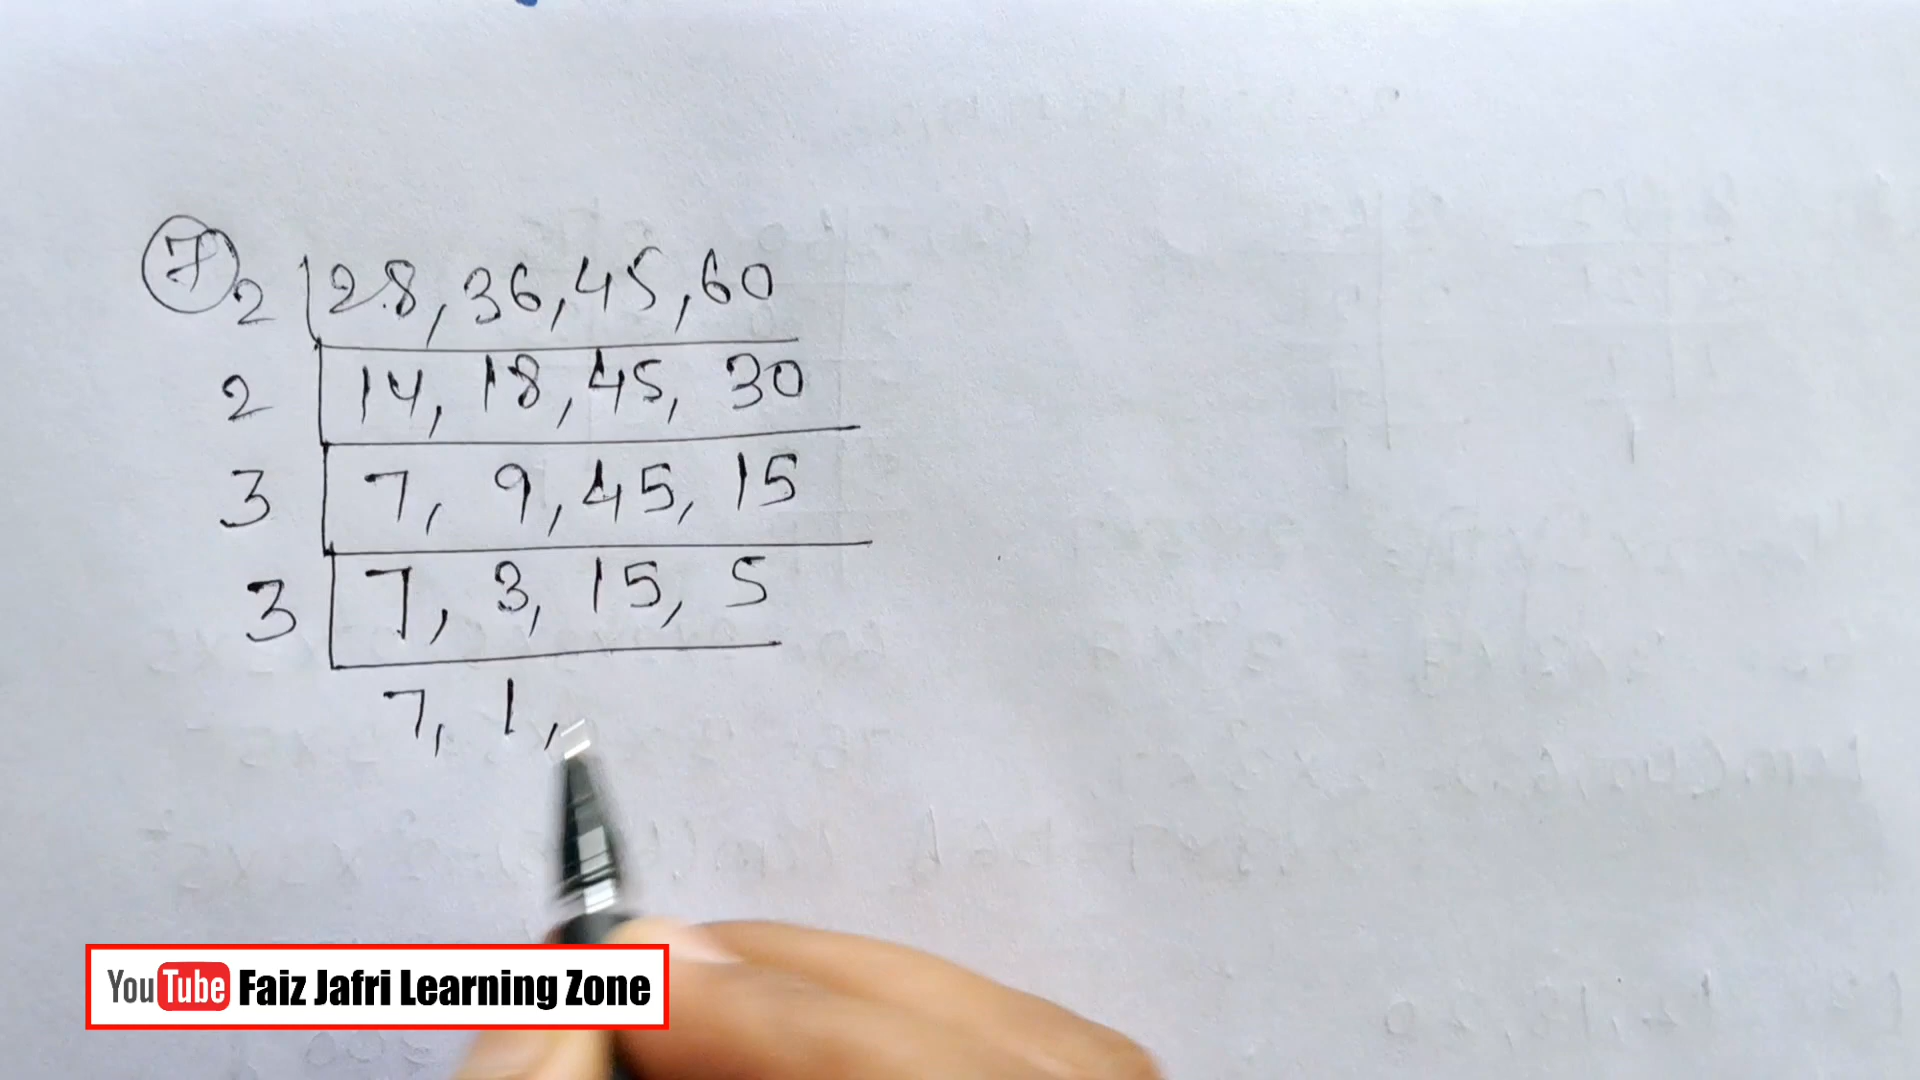 7 2 28, 36, 45, 60
2 14, 18, 45, 30
3 7, 9, 45, 15
3 7, 3, 15, 5
7, 1,
YouTube Faiz Jafri Learning Zone